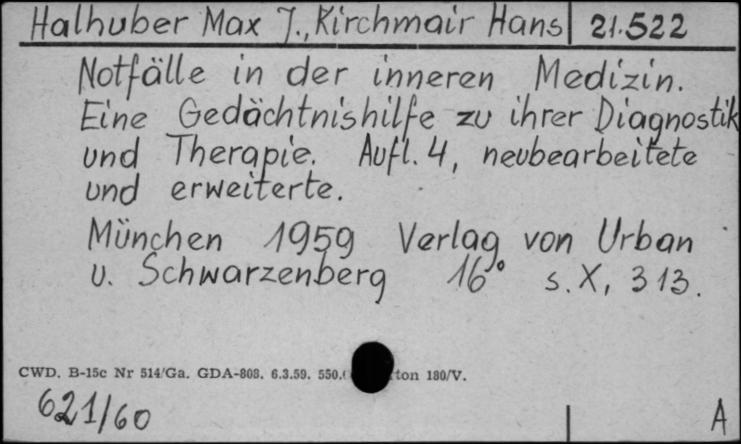 Halhuber Max J., Kirchmair Hans 21.522
Notfälle in der inneren Medizin.
Eine Gedächtnishilfe zu ihrer Diagnostik
und Therapie. Aufl. 4, neubearbeitete
und erweiterte.
München 1959 Verlag von Urban
u. Schwarzenberg 16° s. X, 313.
CWD. B-15c Nr 514/Ga. GDA-808. 6.3.59. 550. ton 180/V.
621/60
A